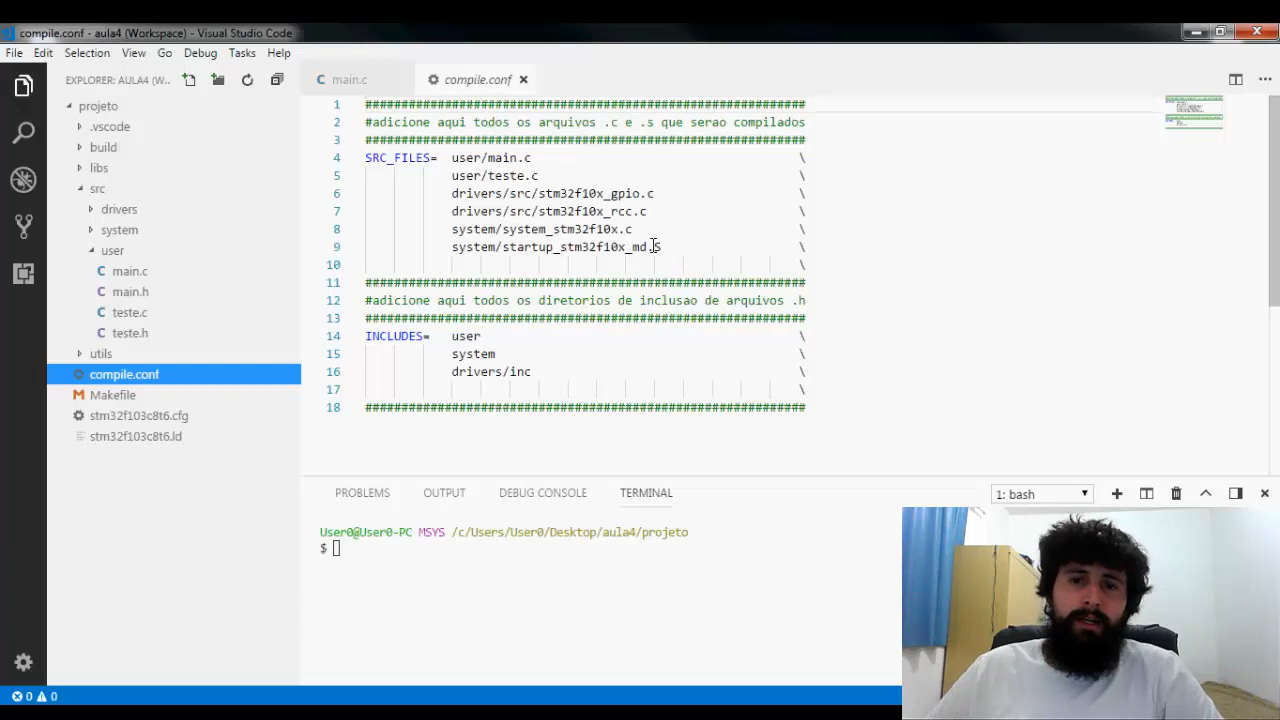 compile.conf - aula4 (Workspace) - Visual Studio Code
File Edit Selection View Go Debug Tasks Help
EXPLORER: AULA4 (W...
main.c
compile.conf
projeto
.vscode
build
libs
src
drivers
system
user
main.c
main.h
teste.c
teste.h
utils
compile.conf
Makefile
stm32f103c8t6.cfg
stm32f103c8t6.ld
1 ##############################################################
2 #adicione aqui todos os arquivos .c e .s que serao compilados
3 ##############################################################
4 SRC_FILES= user/main.c \
5 user/teste.c \
6 drivers/src/stm32f10x_gpio.c \
7 drivers/src/stm32f10x_rcc.c \
8 system/system_stm32f10x.c \
9 system/startup_stm32f10x_md.S \
10 \
11 ##############################################################
12 #adicione aqui todos os diretorios de inclusao de arquivos .h
13 ##############################################################
14 INCLUDES= user \
15 system \
16 drivers/inc \
17 \
18 ##############################################################
PROBLEMS OUTPUT DEBUG CONSOLE TERMINAL
1: bash
User0@User0-PC MSYS /c/Users/User0/Desktop/aula4/projeto
$
0 0